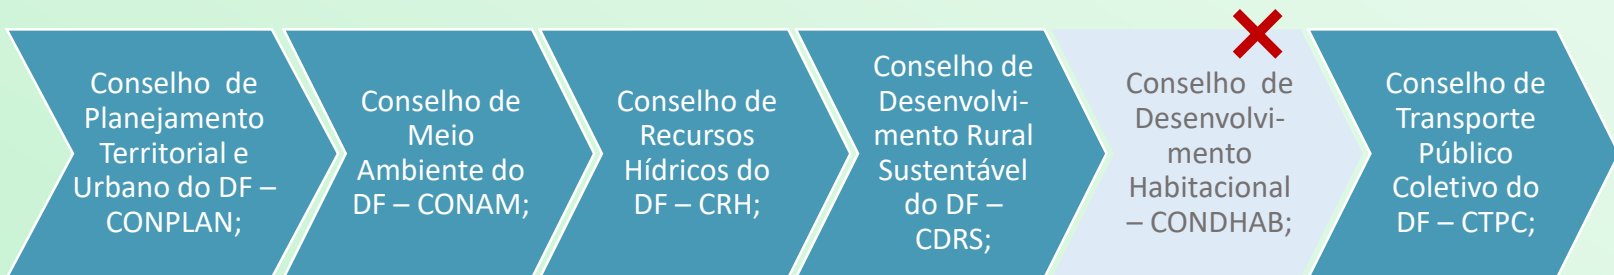 Conselho de
Planejamento
Territorial e
Urbano do DF –
CONPLAN;
Conselho de
Meio
Ambiente do
DF – CONAM;
Conselho de
Recursos
Hídricos do
DF – CRH;
Conselho de
Desenvolvi-
mento Rural
Sustentável
do DF –
CDRS;
Conselho de
Desenvolvi-
mento
Habitacional
– CONDHAB;
Conselho de
Transporte
Público
Coletivo do
DF – CTPC;